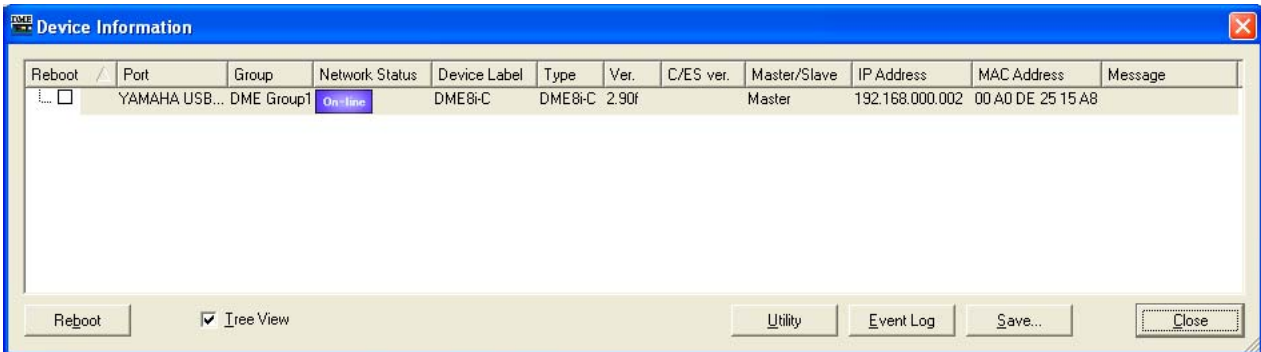 DME Device Information
Reboot Port Group Network Status Device Label Type Ver. C/ES ver. Master/Slave IP Address MAC Address Message
YAMAHA USB... DME Group1 On-line DME8i-C DME8i-C 2.90f Master 192.168.000.002 00 A0 DE 25 15 A8
Reboot Tree View Utility Event Log Save... Close